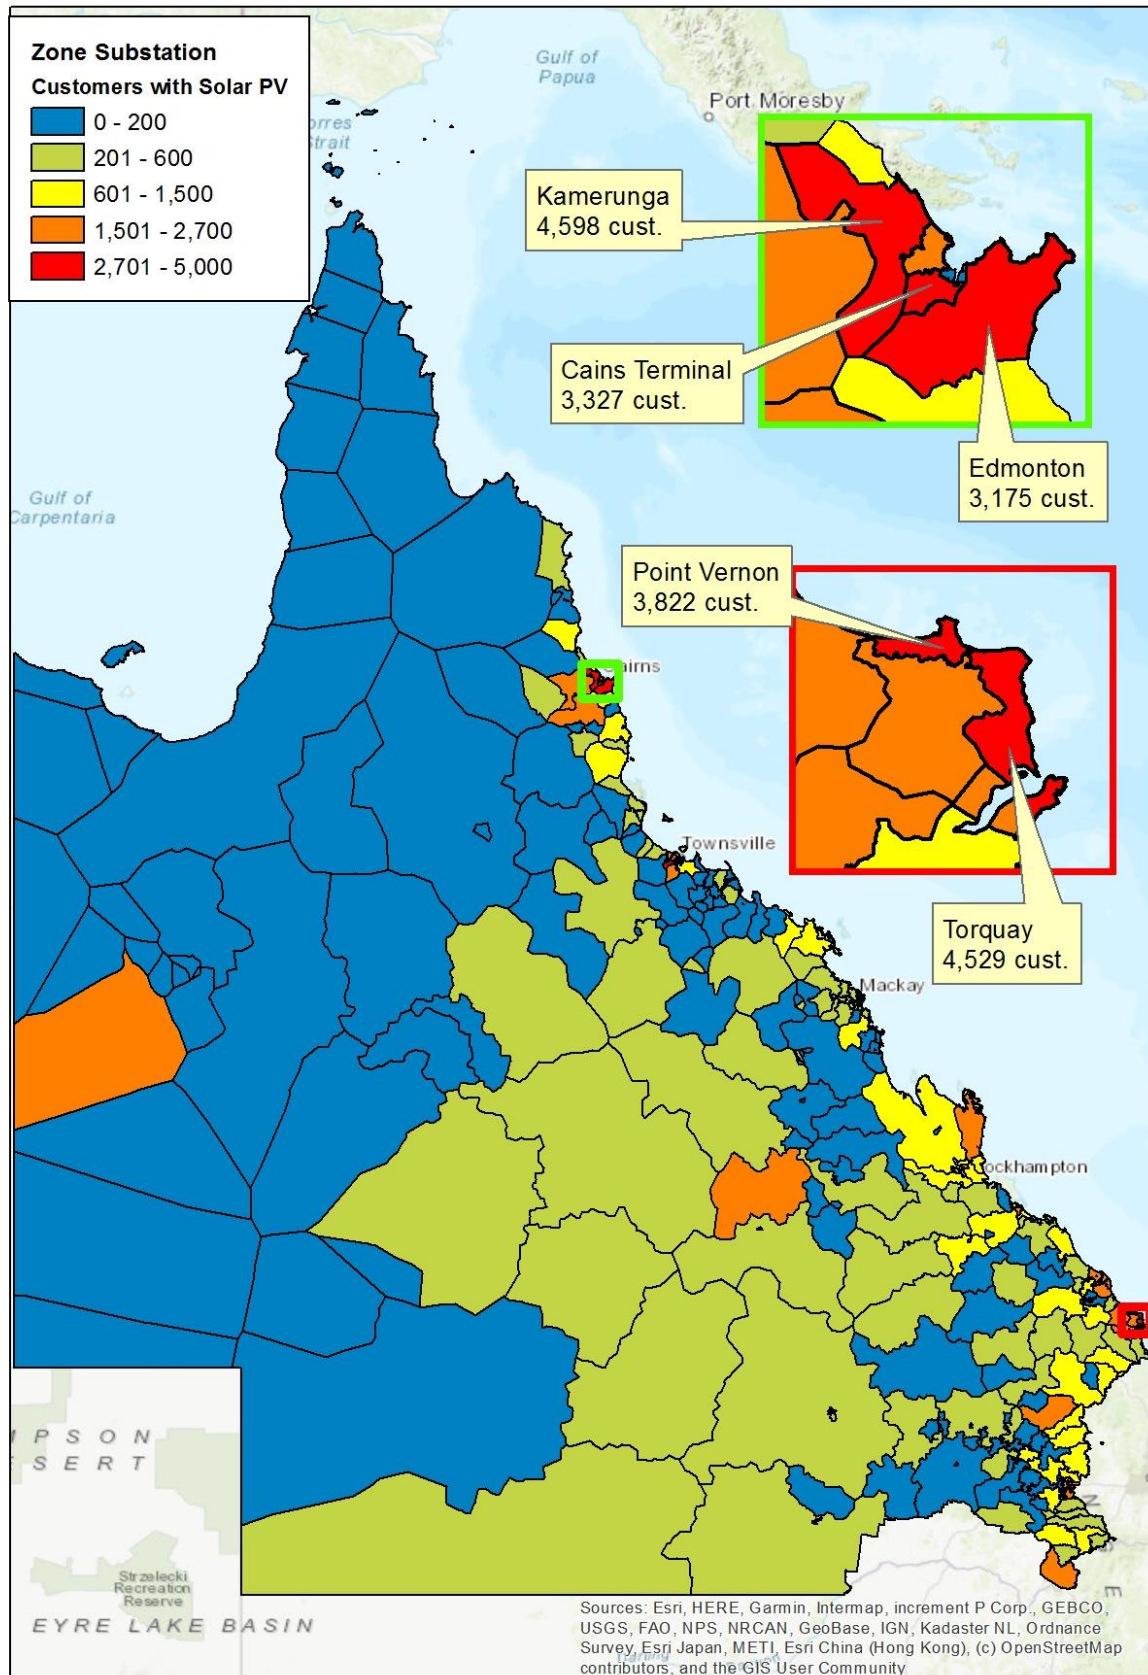 Zone Substation
Customers with Solar PV
0 - 200
201 - 600
601 - 1,500
1,501 - 2,700
2,701 - 5,000
Gulf of
Papua
orres
Strait
Port Moresby
Kamerunga
4,598 cust.
Cains Terminal
3,327 cust.
Edmonton
3,175 cust.
Gulf of
Carpentaria
Point Vernon
3,822 cust.
Cairns
Torquay
4,529 cust.
Townsville
Mackay
ockhampton
M P S O N
E S E R T
Strzelecki
Recreation
Reserve
EYRE LAKE BASIN
Sources: Esri, HERE, Garmin, Intermap, increment P Corp., GEBCO,
USGS, FAO, NPS, NRCAN, GeoBase, IGN, Kadaster NL, Ordnance
Survey, Esri Japan, METI, Esri China (Hong Kong), (c) OpenStreetMap
contributors, and the GIS User Community